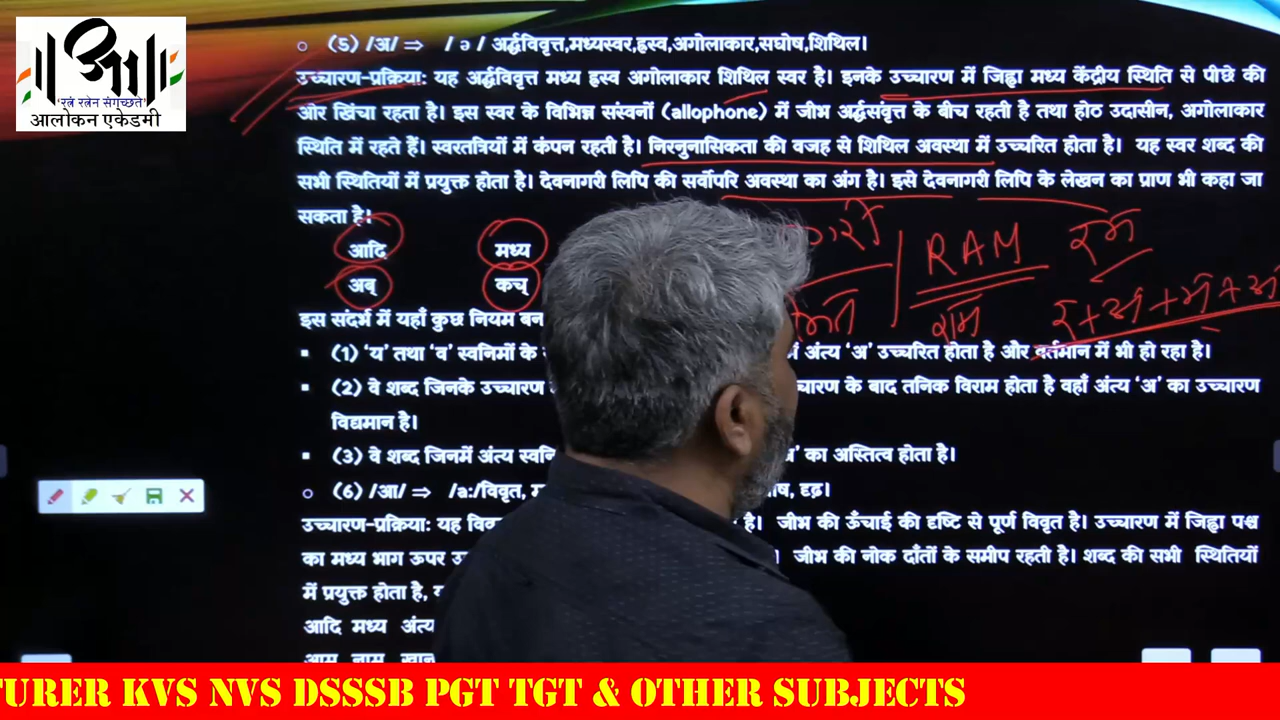 ○ (5) /अ/ ⇒ / ə / अर्द्धविवृत्त,मध्यस्वर,ह्रस्व,अगोलाकार,सघोष,शिथिल।
उच्चारण-प्रक्रिया: यह अर्द्धविवृत्त मध्य ह्रस्व अगोलाकार शिथिल स्वर है। इनके उच्चारण में जिह्वा मध्य केंद्रीय स्थिति से पीछे की
ओर खिंचा रहता है। इस स्वर के विभिन्न संस्वनों (allophone) में जीभ अर्द्धसंवृत्त के बीच रहती है तथा होठ उदासीन, अगोलाकार
स्थिति में रहते हैं। स्वरतत्रियों में कंपन रहती है। निरनुनासिकता की वजह से शिथिल अवस्था में उच्चरित होता है। यह स्वर शब्द की
सभी स्थितियों में प्रयुक्त होता है। देवनागरी लिपि की सर्वोपरि अवस्था का अंग है। इसे देवनागरी लिपि के लेखन का प्राण भी कहा जा
सकता है।
आदि मध्य
अब् कच्
RAM रम
राम र्+अ+म्+अ
इस संदर्भ में यहाँ कुछ नियम
▪ (1) ‘य’ तथा ‘व’ स्वनिमों के में अंत्य ‘अ’ उच्चरित होता है और वर्तमान में भी हो रहा है।
▪ (2) वे शब्द जिनके उच्चारण के बाद तनिक विराम होता है वहाँ अंत्य ‘अ’ का उच्चारण
विद्यमान है।
▪ (3) वे शब्द जिनमें अंत्य का अस्तित्व होता है।
○ (6) /आ/ ⇒ /a:/विवृत, दृढ़।
उच्चारण-प्रक्रिया: यह है। जीभ की ऊँचाई की दृष्टि से पूर्ण विवृत है। उच्चारण में जिह्वा पश्च
का मध्य भाग ऊपर जीभ की नोक दाँतों के समीप रहती है। शब्द की सभी स्थितियों
में प्रयुक्त होता है,
आदि मध्य अंत्य
आम नाम खान
आ
'रत्नं रत्नेन संगच्छते'
आलोकन एकेडमी
TURER KVS NVS DSSSB PGT TGT & OTHER SUBJECTS